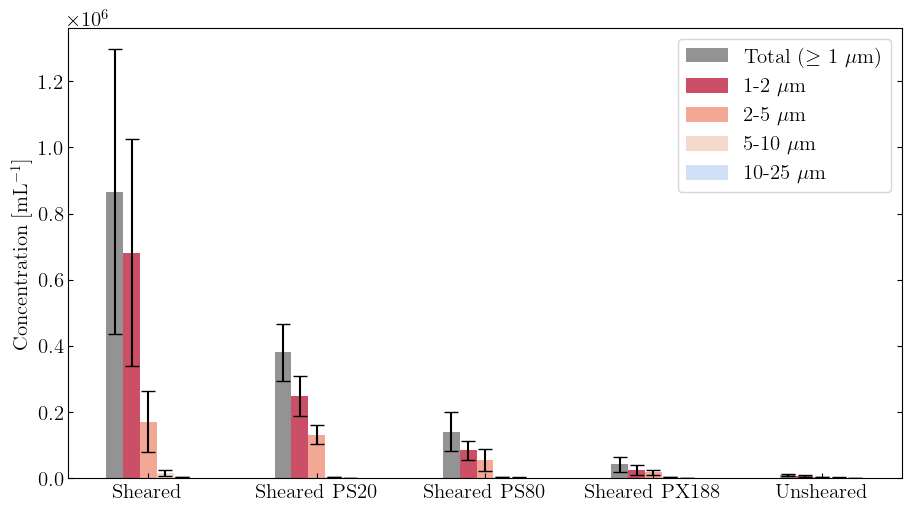 ×10⁶
Concentration [mL⁻¹]
1.2
1.0
0.8
0.6
0.4
0.2
0.0
Total (≥ 1 μm)
1-2 μm
2-5 μm
5-10 μm
10-25 μm
Sheared Sheared PS20 Sheared PS80 Sheared PX188 Unsheared